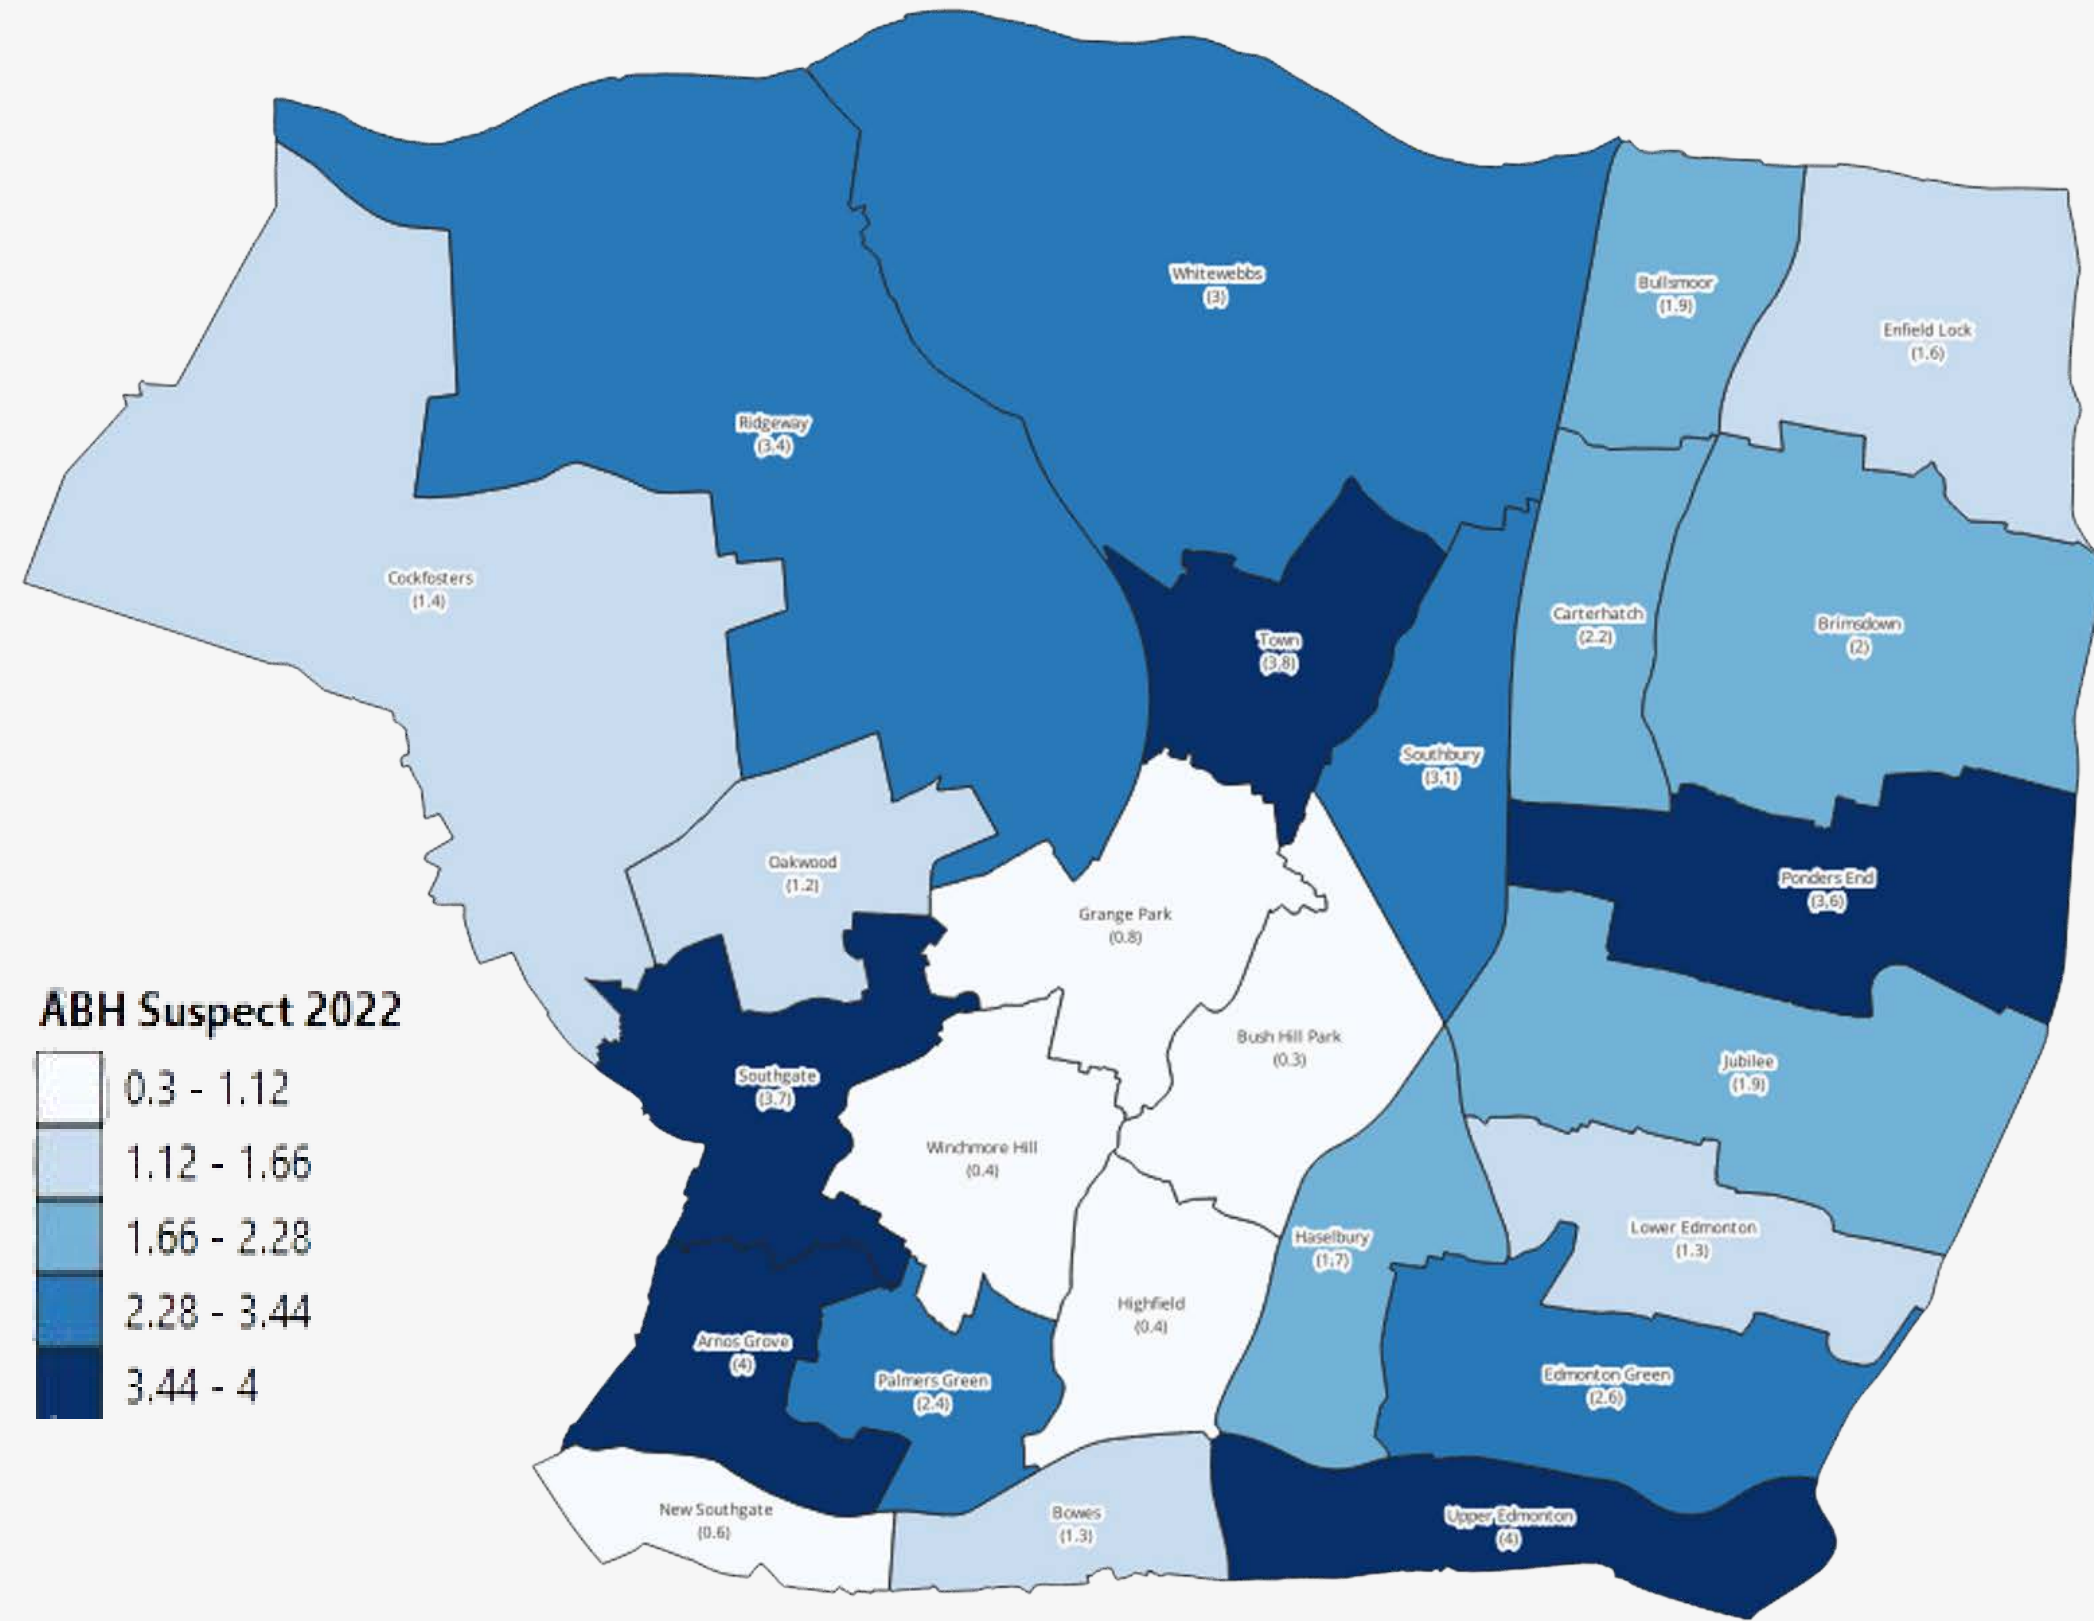 Whitewebbs
(3)
Bullsmoor
(1.9)
Enfield Lock
(1.6)
Ridgeway
(3.4)
Cockfosters
(1.4)
Town
(3.8)
Carterhatch
(2.2)
Brimsdown
(2)
Southbury
(3.1)
Oakwood
(1.2)
Ponders End
(3.6)
Grange Park
(0.8)
Bush Hill Park
(0.3)
Jubilee
(1.9)
Southgate
(3.7)
Winchmore Hill
(0.4)
Lower Edmonton
(1.3)
Haselbury
(1.7)
Highfield
(0.4)
Arnos Grove
(4)
Palmers Green
(2.4)
Edmonton Green
(2.6)
New Southgate
(0.6)
Bowes
(1.3)
Upper Edmonton
(4)
ABH Suspect 2022
0.3 - 1.12
1.12 - 1.66
1.66 - 2.28
2.28 - 3.44
3.44 - 4